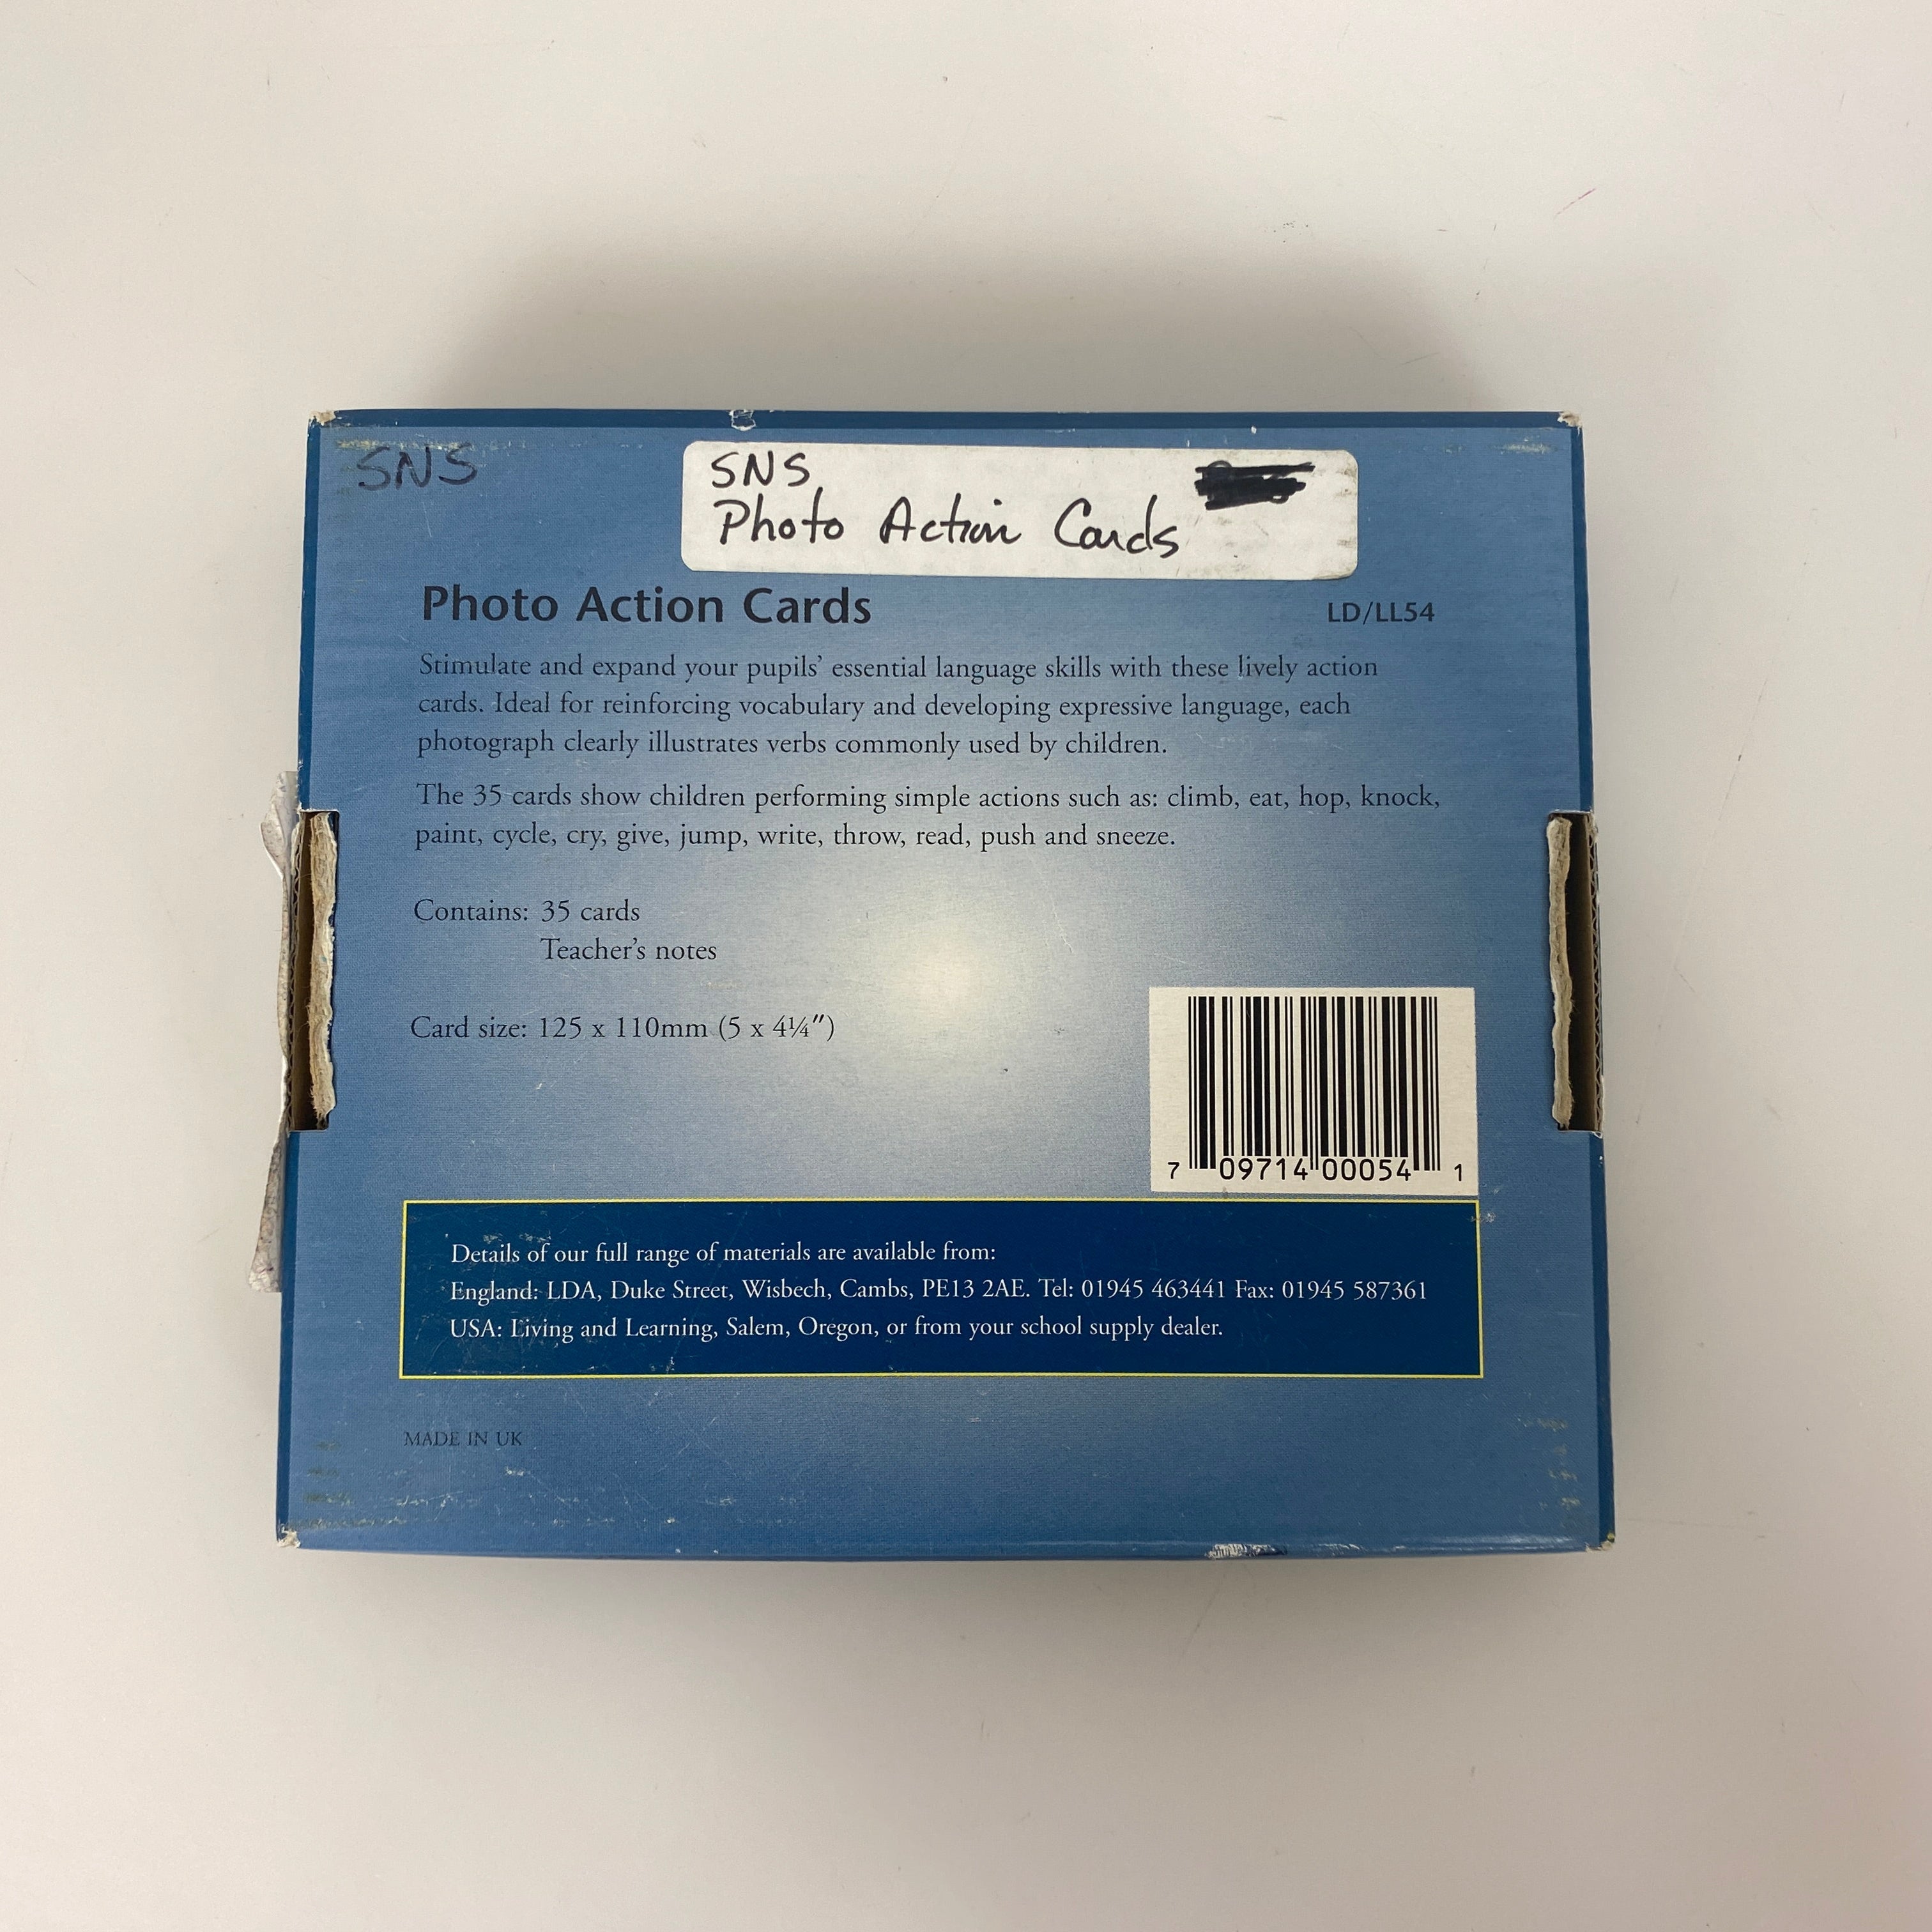 SNS
SNS
Photo Action Cards
Photo Action Cards
LD/LL54
Stimulate and expand your pupils’ essential language skills with these lively action
cards. Ideal for reinforcing vocabulary and developing expressive language, each
photograph clearly illustrates verbs commonly used by children.
The 35 cards show children performing simple actions such as: climb, eat, hop, knock,
paint, cycle, cry, give, jump, write, throw, read, push and sneeze.
Contains: 35 cards
Teacher’s notes
Card size: 125 x 110mm (5 x 4¼″)
7 09714 00054 1
Details of our full range of materials are available from:
England: LDA, Duke Street, Wisbech, Cambs, PE13 2AE. Tel: 01945 463441 Fax: 01945 587361
USA: Living and Learning, Salem, Oregon, or from your school supply dealer.
MADE IN UK